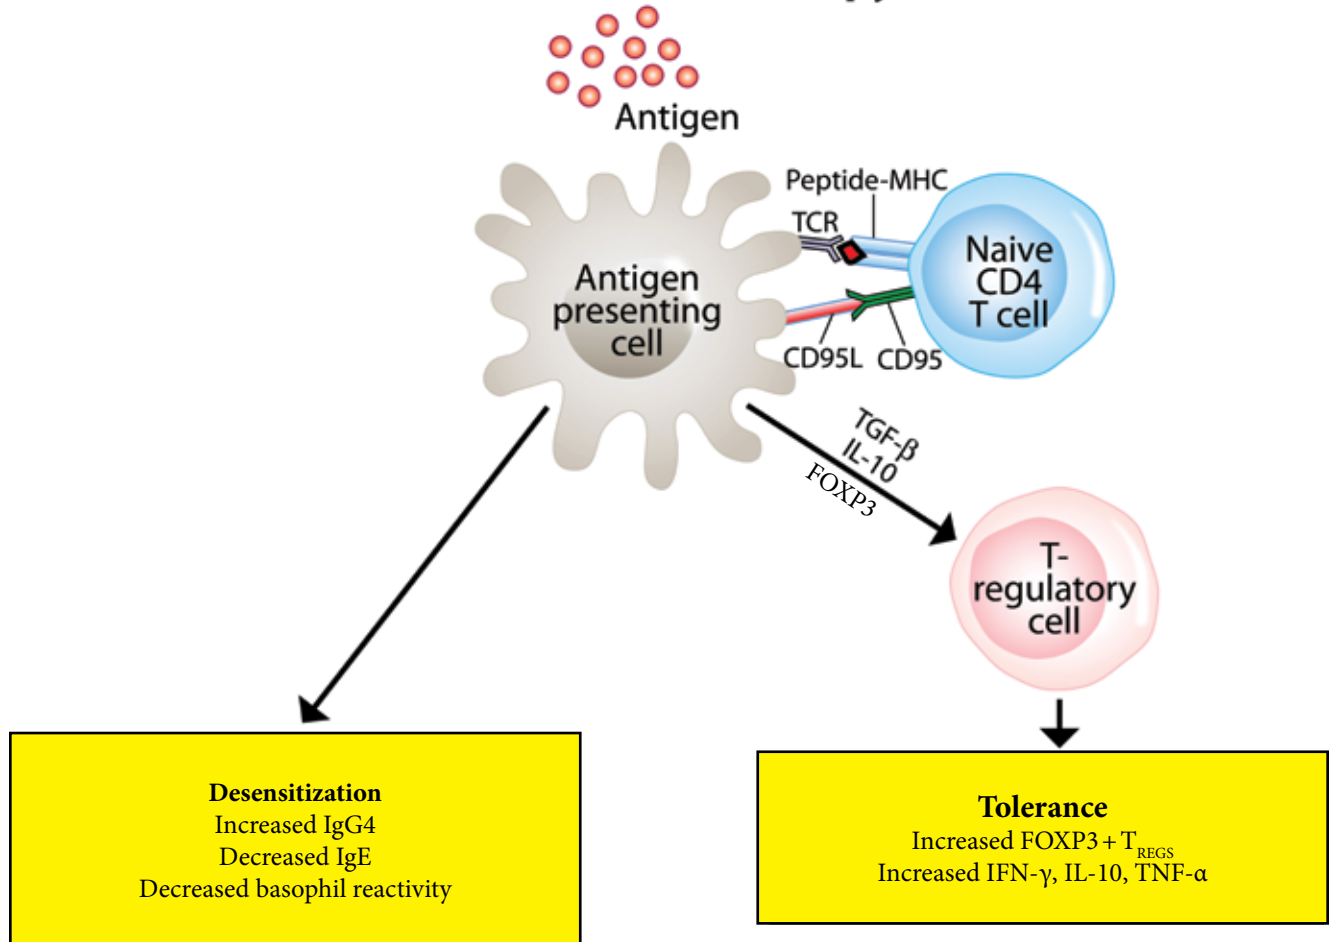 Antigen
Peptide-MHC
TCR
Naive
CD4
T cell
Antigen
presenting
cell
CD95L CD95
TGF-β
IL-10
FOXP3
T-
regulatory
cell
Desensitization
Increased IgG4
Decreased IgE
Decreased basophil reactivity
Tolerance
Increased FOXP3 + TREGS
Increased IFN-γ, IL-10, TNF-α